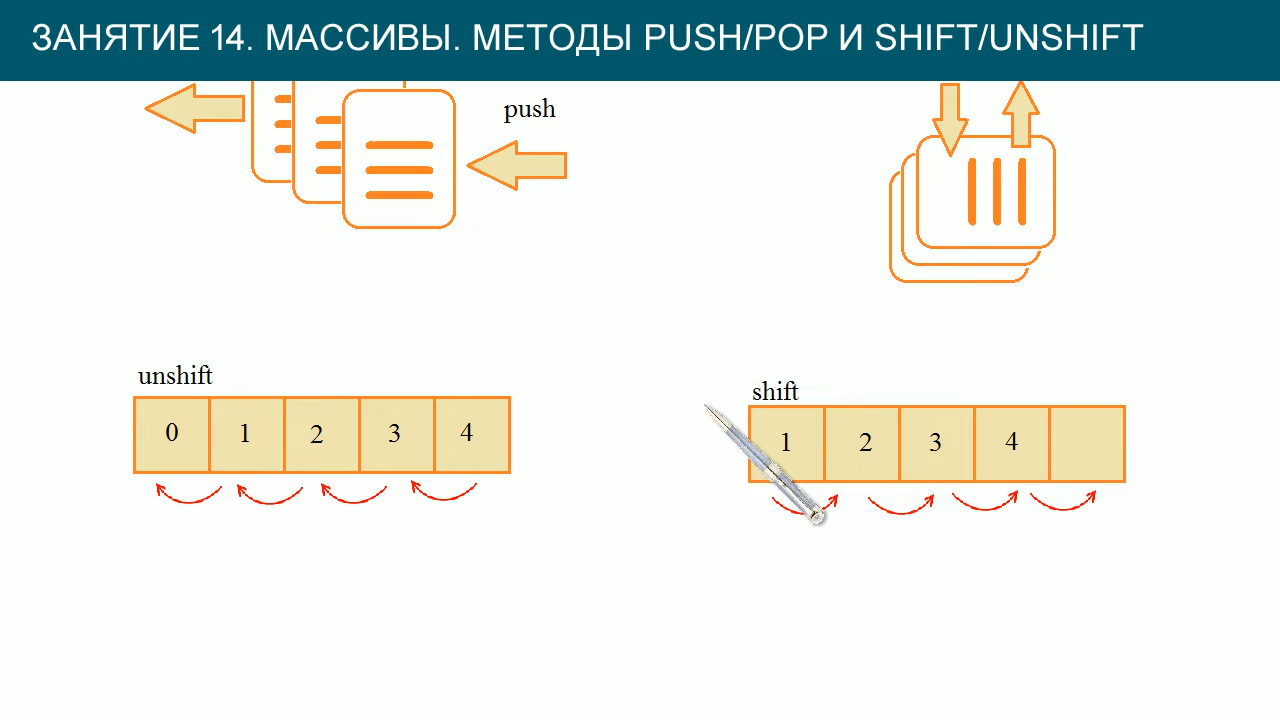 ЗАНЯТИЕ 14. МАССИВЫ. МЕТОДЫ PUSH/POP И SHIFT/UNSHIFT
push
unshift
0 1 2 3 4
shift
1 2 3 4